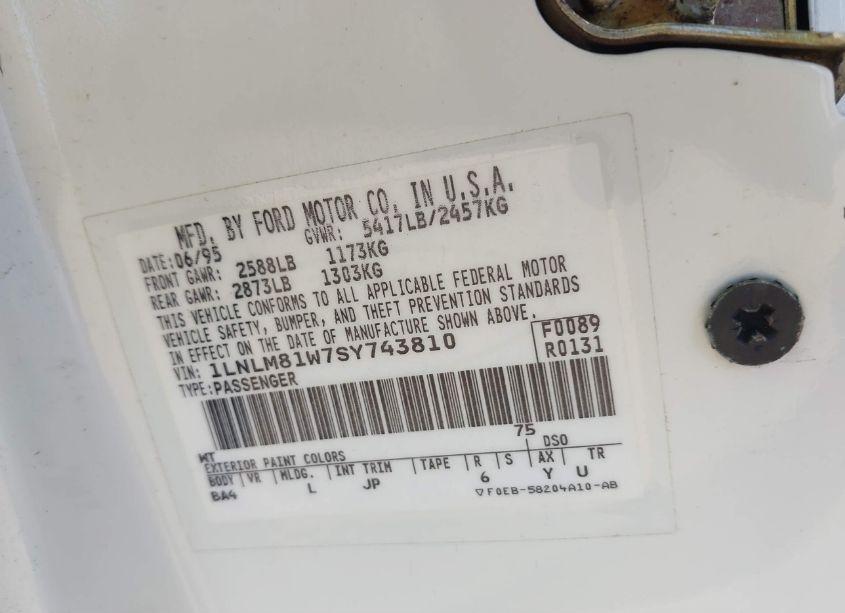 MFD. BY FORD MOTOR CO. IN U.S.A.
DATE: 06/95 GVWR: 5417LB/2457KG
FRONT GAWR: 2588LB 1173KG
REAR GAWR: 2873LB 1303KG
THIS VEHICLE CONFORMS TO ALL APPLICABLE FEDERAL MOTOR
VEHICLE SAFETY, BUMPER, AND THEFT PREVENTION STANDARDS
IN EFFECT ON THE DATE OF MANUFACTURE SHOWN ABOVE.
VIN: 1LNLM81W7SY743810 F0089
TYPE: PASSENGER R0131
WT 75
EXTERIOR PAINT COLORS DSO
BODY VR MLDG. INT TRIM TAPE R S AX TR
BA4 L JP 6 Y U
▽F0EB-58204A10-AB